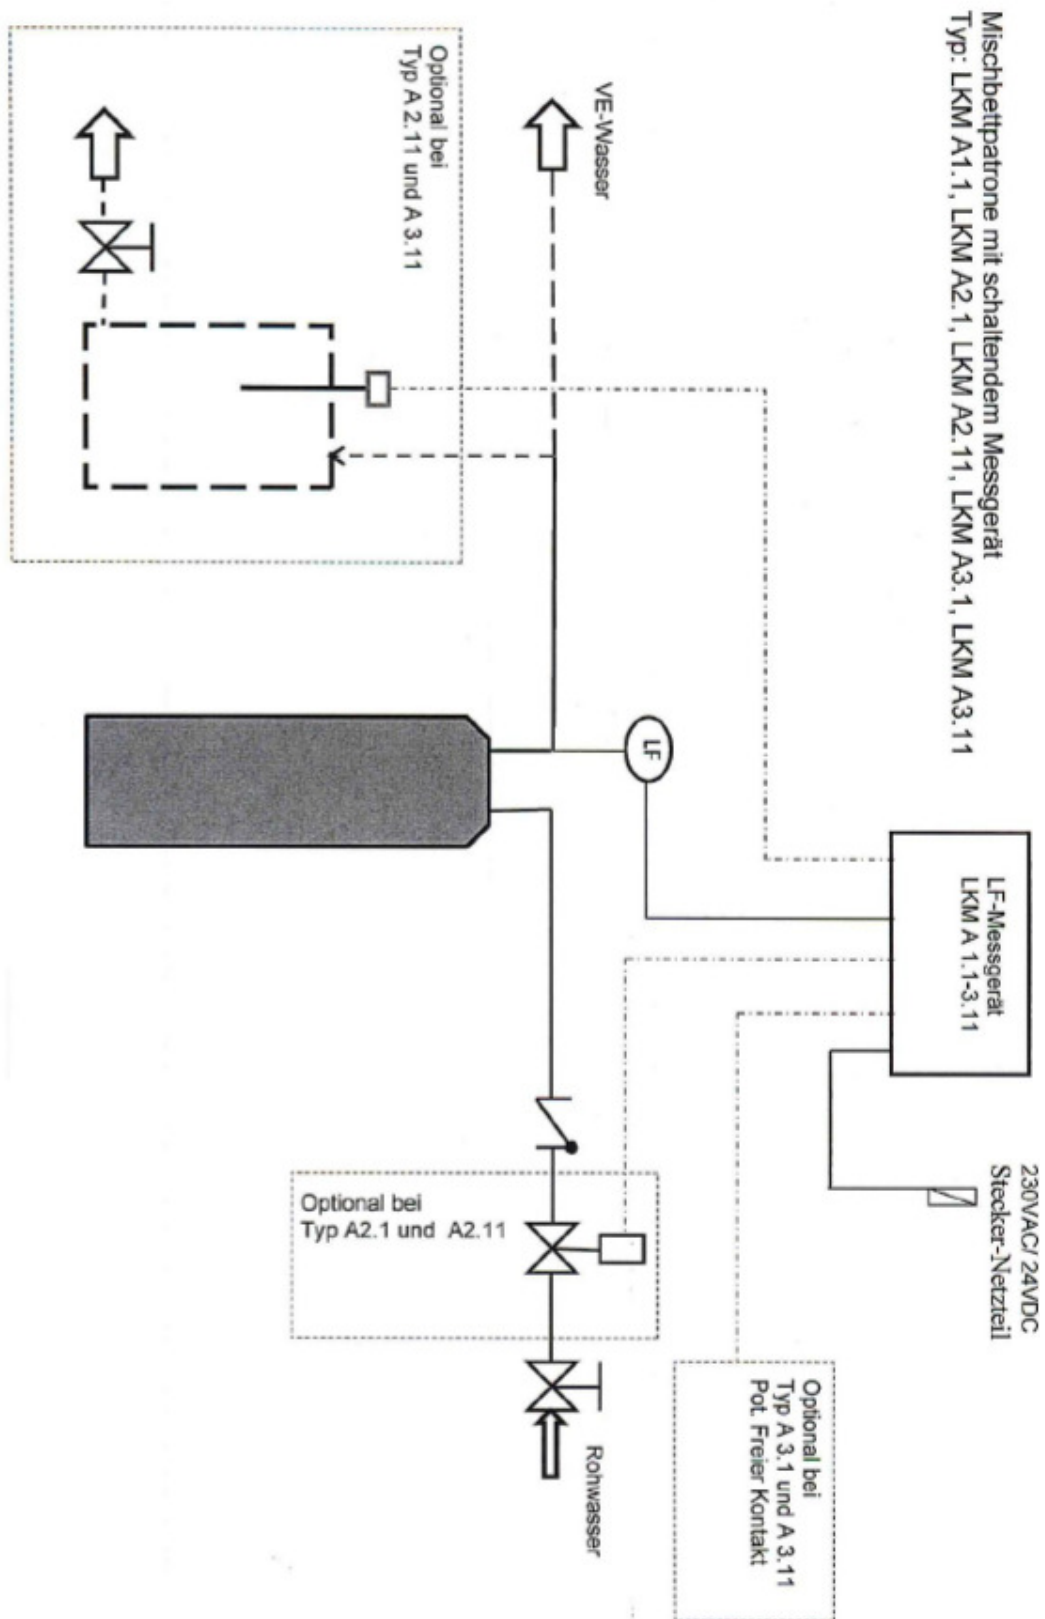 Mischbettpatrone mit schaltendem Messgerät
Typ: LKM A1.1, LKM A2.1, LKM A2.11, LKM A3.1, LKM A3.11
LF-Messgerät
LKM A 1.1-3.11
230VAC/ 24VDC
Stecker-Netzteil
Optional bei
Typ A 3.1 und A 3.11
Pot. Freier Kontakt
LF
VE-Wasser
Rohwasser
Optional bei
Typ A 2.11 und A 3.11
Optional bei
Typ A2.1 und A2.11